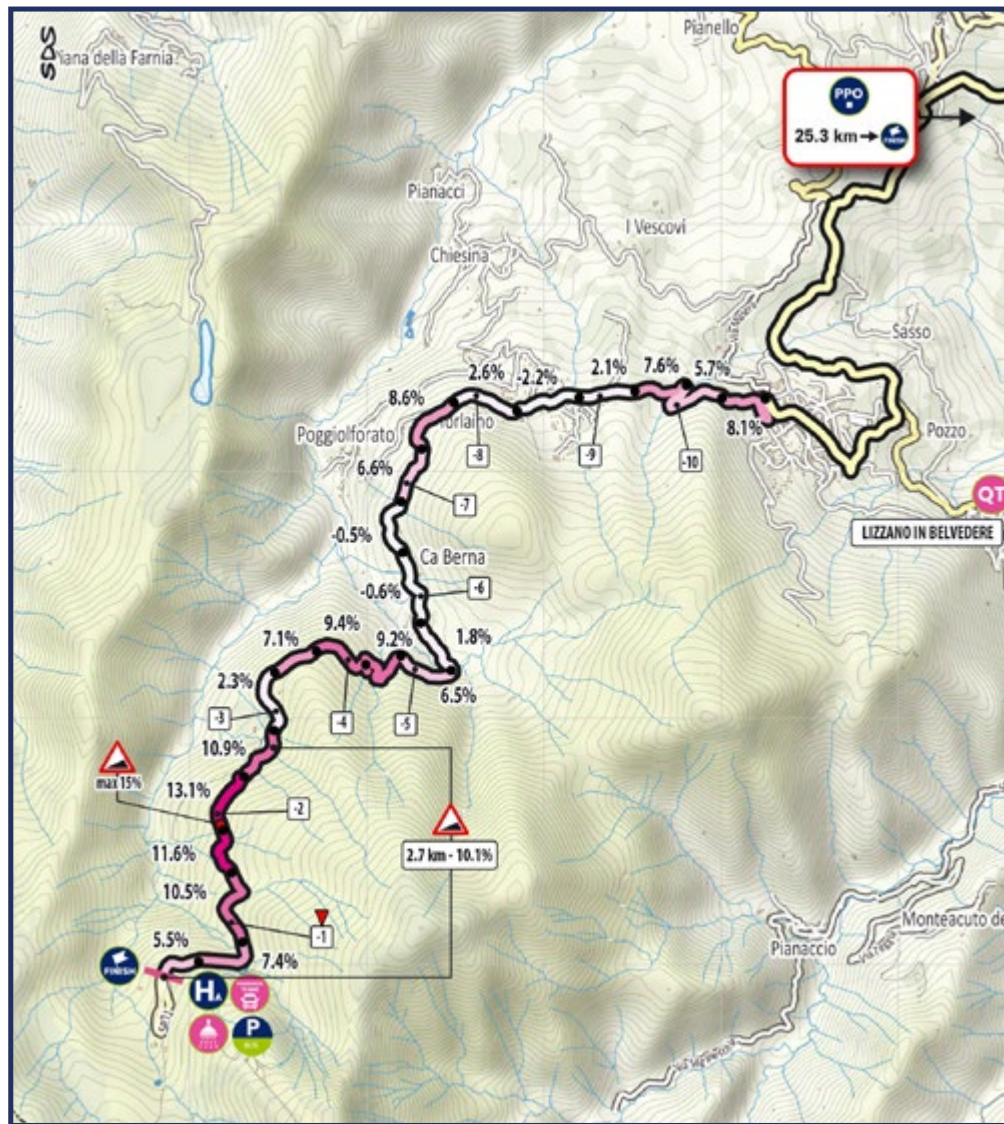 SDS
Piana della Farnia
Pianello
PPO
25.3 km
FINISH
Pianacci
I Vescovi
Chiesina
Sasso
Poggiolforato
Pozzo
8.6%
2.6%
-2.2%
2.1%
7.6%
5.7%
8.1%
-8
-9
-10
6.6%
-7
QT
LIZZANO IN BELVEDERE
-0.5%
Ca Berna
-0.6%
-6
1.8%
9.4%
9.2%
7.1%
6.5%
2.3%
-3
-4
-5
10.9%
max 15%
13.1%
-2
2.7 km - 10.1%
11.6%
10.5%
-1
5.5%
7.4%
FINISH
HA
P
BUS
Pianaccio
Monteacuto de